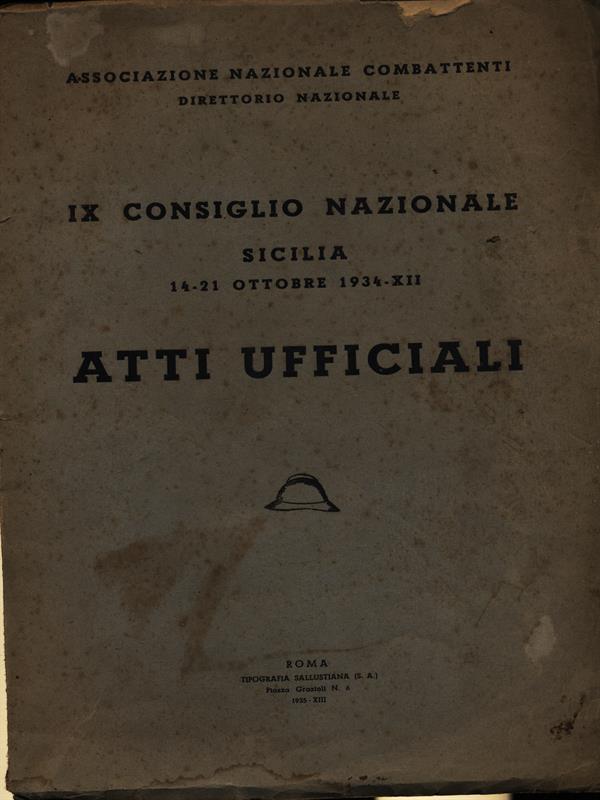 ASSOCIAZIONE NAZIONALE COMBATTENTI
DIRETTORIO NAZIONALE
IX CONSIGLIO NAZIONALE
SICILIA
14-21 OTTOBRE 1934-XII
ATTI UFFICIALI
ROMA
TIPOGRAFIA SALLUSTIANA (S. A.)
Piazza Grazioli N. 6
1935 - XIII